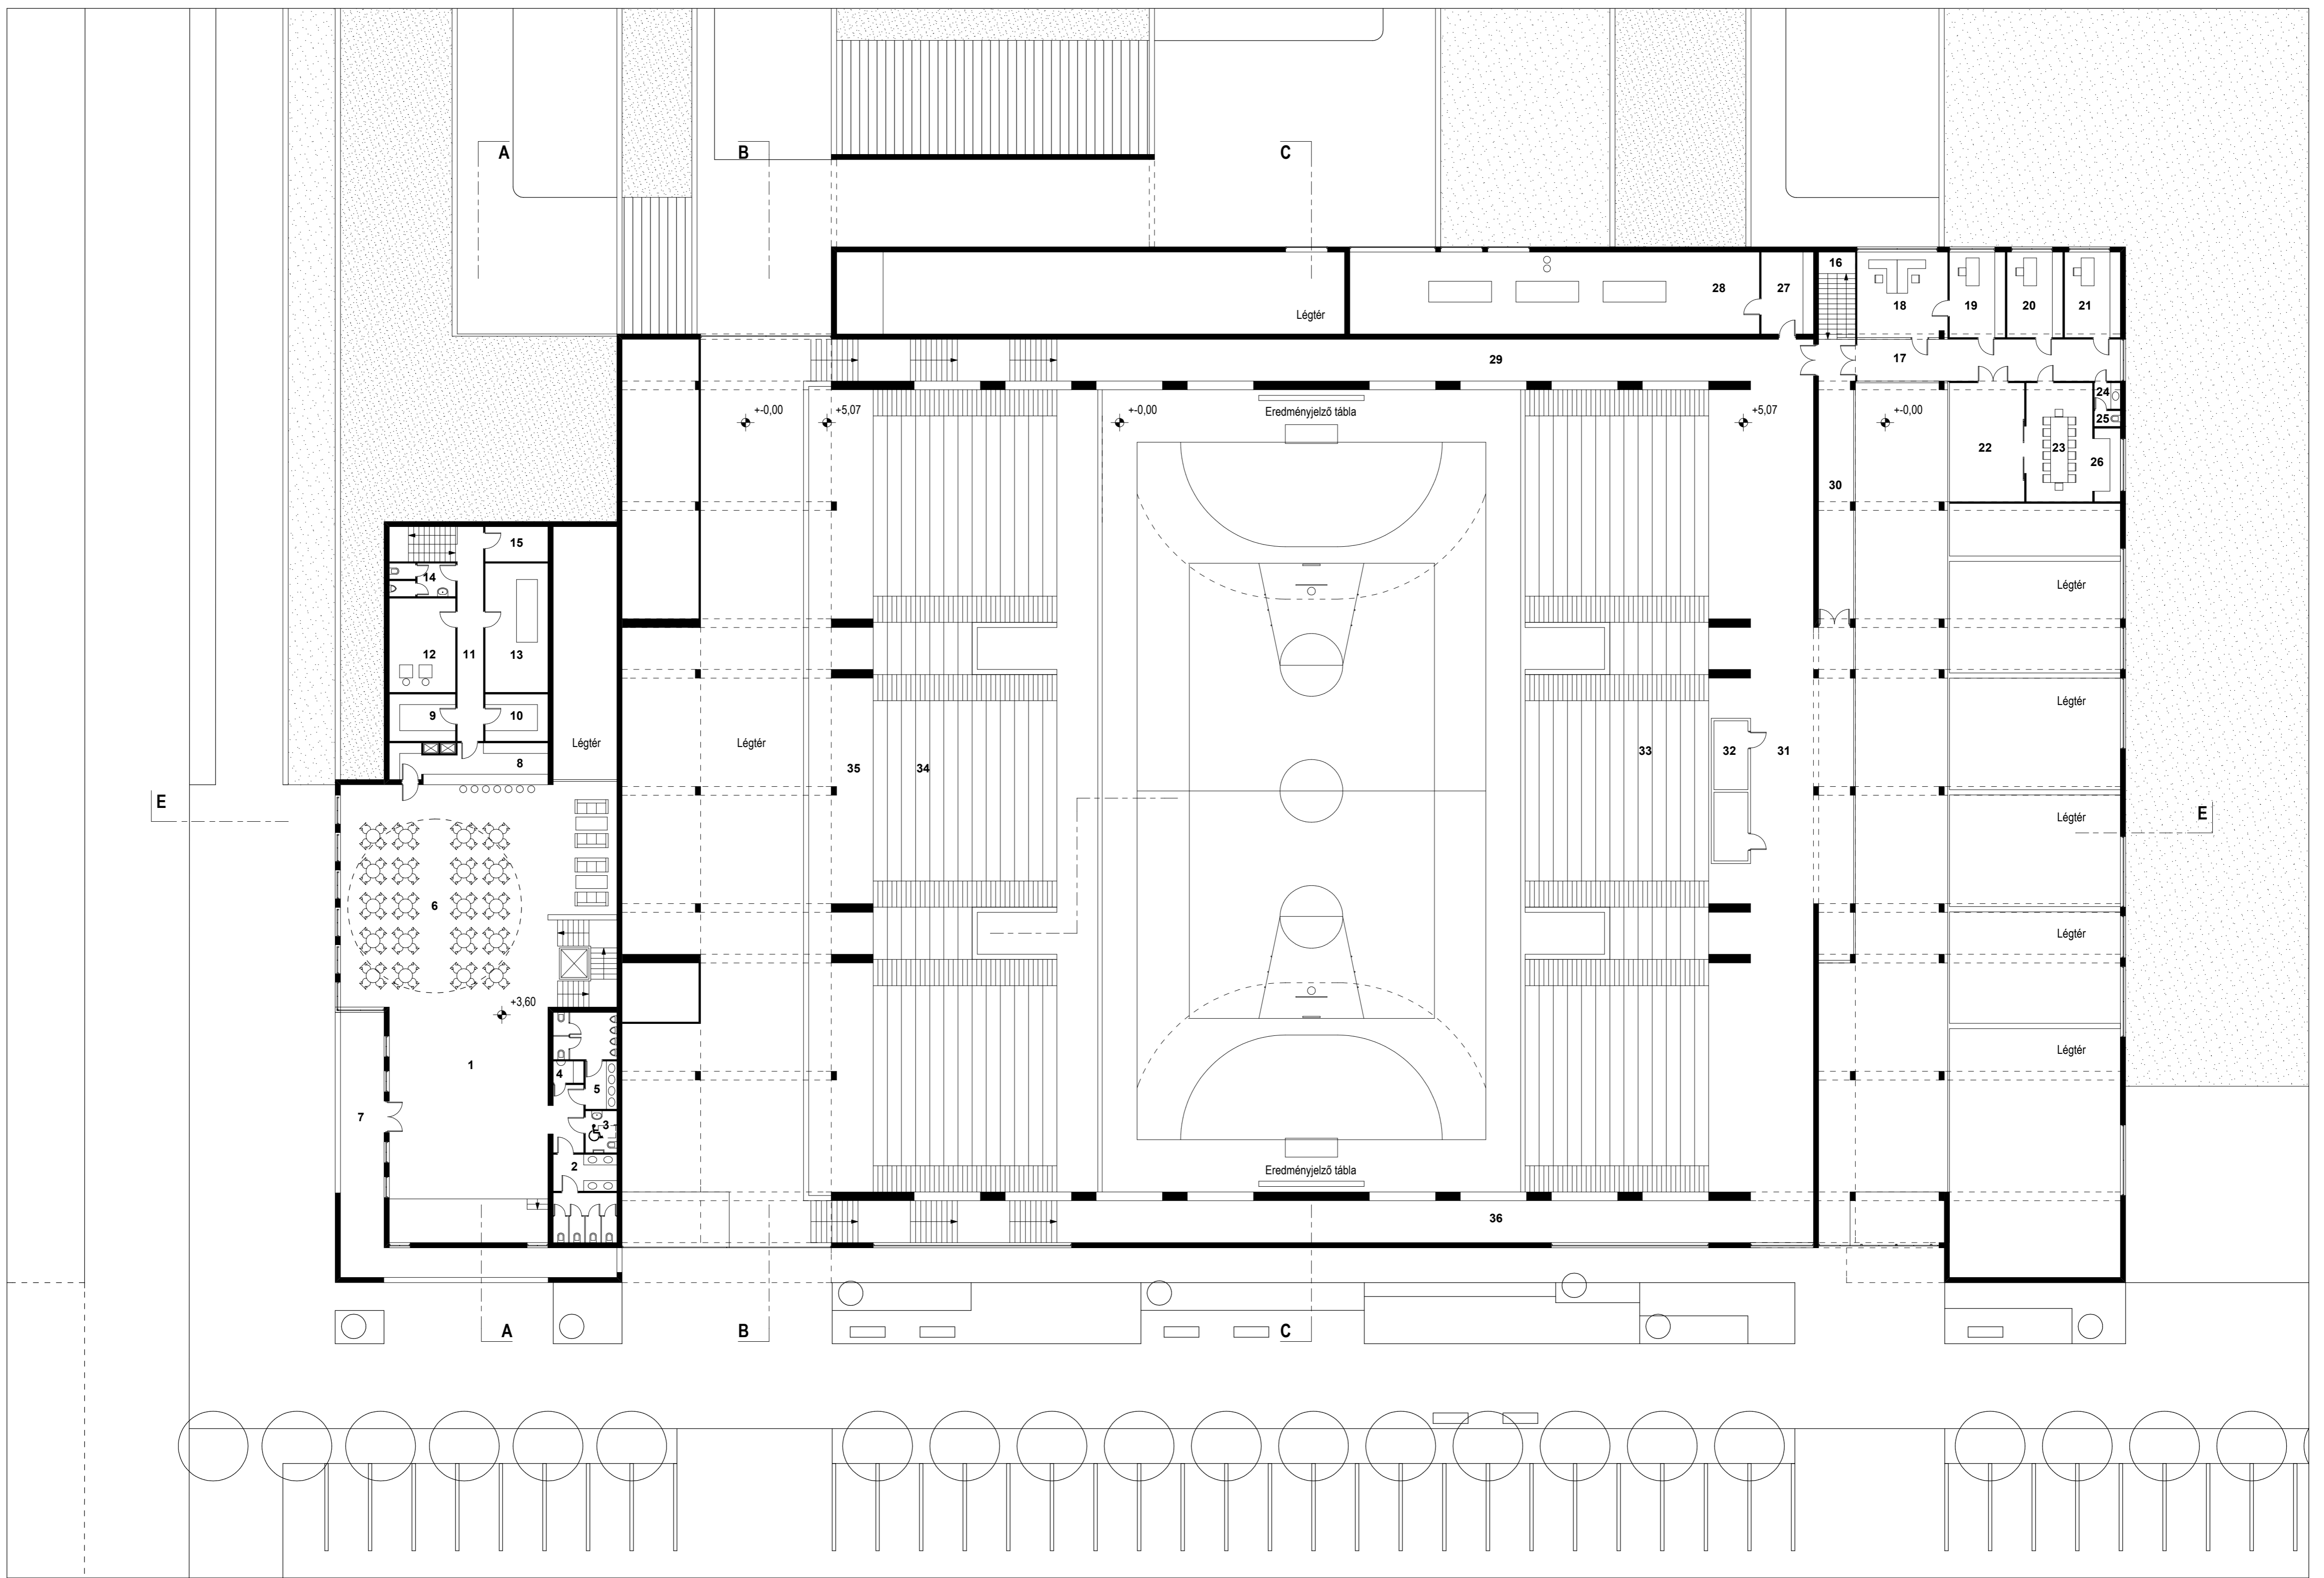 A
B
C
16
27
28
18
19
20
21
Légtér
29
17
24
25
+-0,00
+5,07
+-0,00
Eredményjelző tábla
+5,07
+-0,00
22
23
26
30
15
14
Légtér
12
11
13
Légtér
9
10
8
Légtér
Légtér
35
34
33
32
31
E
E
Légtér
6
Légtér
+3,60
1
4
5
Légtér
7
3
2
Eredményjelző tábla
36
A
B
C